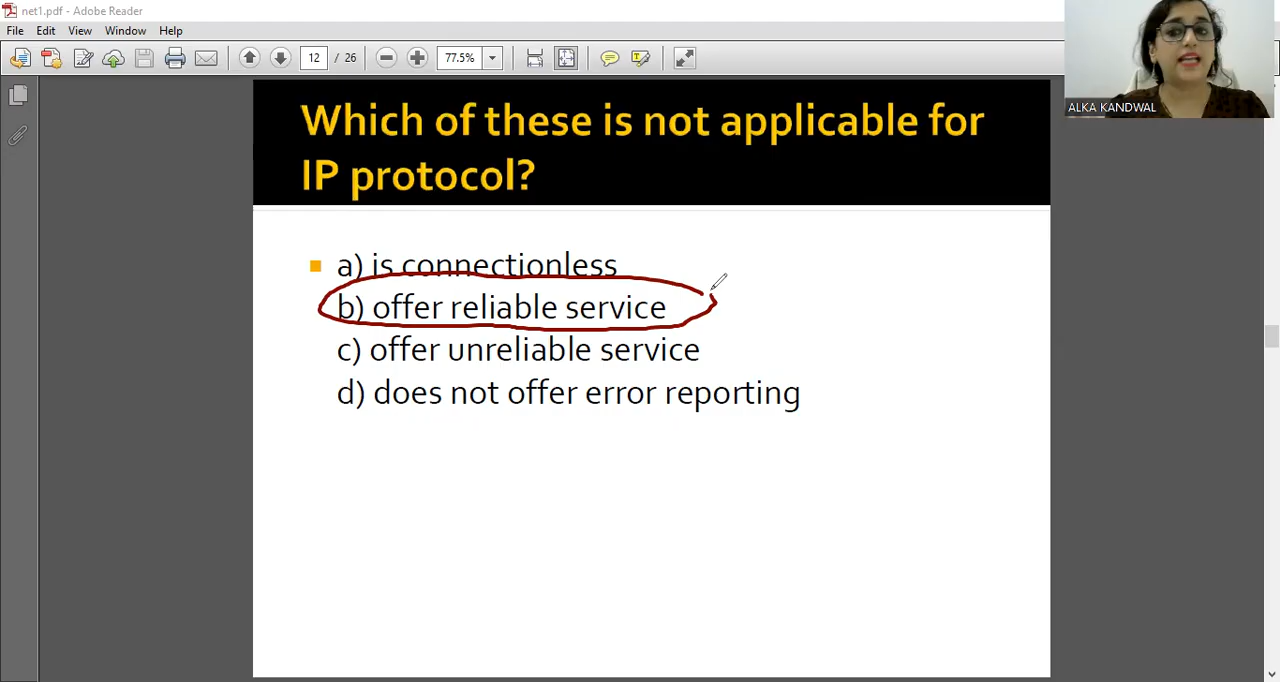 net1.pdf - Adobe Reader
File Edit View Window Help
12 / 26 77.5%
ALKA KANDWAL
Which of these is not applicable for
IP protocol?
a) is connectionless
b) offer reliable service
c) offer unreliable service
d) does not offer error reporting